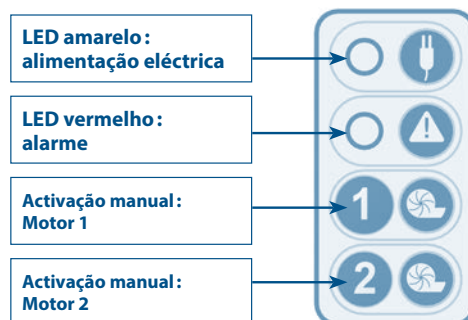 LED amarelo:
alimentação eléctrica
LED vermelho:
alarme
Activação manual:
Motor 1
1
Activação manual:
Motor 2
2